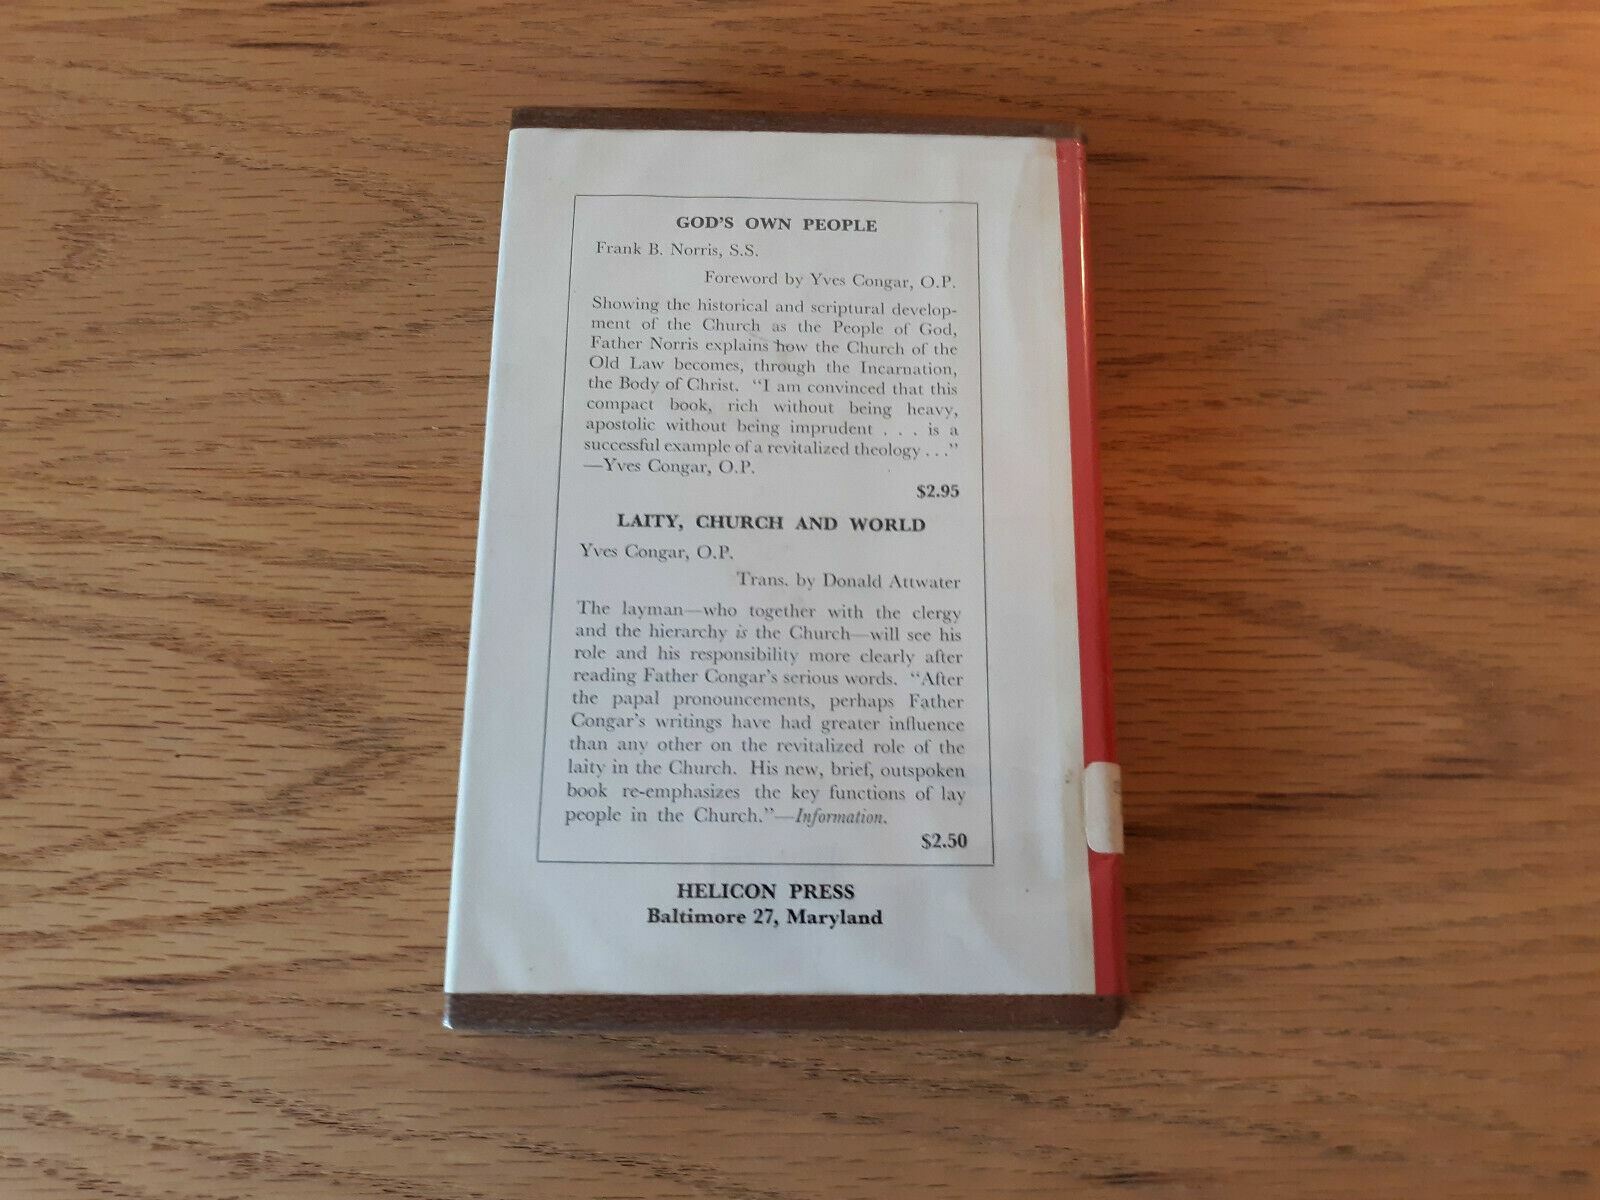 GOD'S OWN PEOPLE
Frank B. Norris, S.S.
Foreword by Yves Congar, O.P.
Showing the historical and scriptural develop-
ment of the Church as the People of God,
Father Norris explains how the Church of the
Old Law becomes, through the Incarnation,
the Body of Christ. "I am convinced that this
compact book, rich without being heavy,
apostolic without being imprudent . . . is a
successful example of a revitalized theology . . ."
—Yves Congar, O.P.
$2.95
LAITY, CHURCH AND WORLD
Yves Congar, O.P.
Trans. by Donald Attwater
The layman—who together with the clergy
and the hierarchy is the Church—will see his
role and his responsibility more clearly after
reading Father Congar's serious words. "After
the papal pronouncements, perhaps Father
Congar's writings have had greater influence
than any other on the revitalized role of the
laity in the Church. His new, brief, outspoken
book re-emphasizes the key functions of lay
people in the Church."—Information.
$2.50
HELICON PRESS
Baltimore 27, Maryland